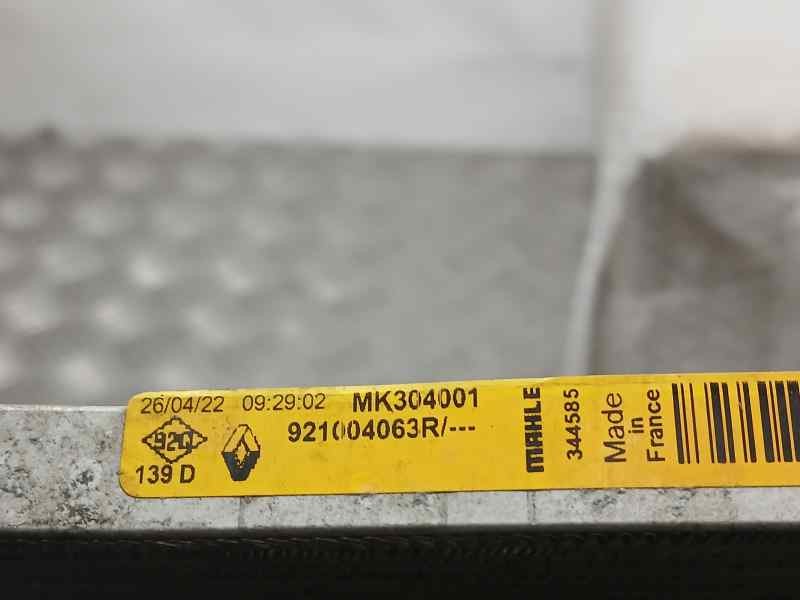 26/04/22 09:29:02 MK304001
921004063R/---
920
139 D
MAHLE
344585
Made
in
France